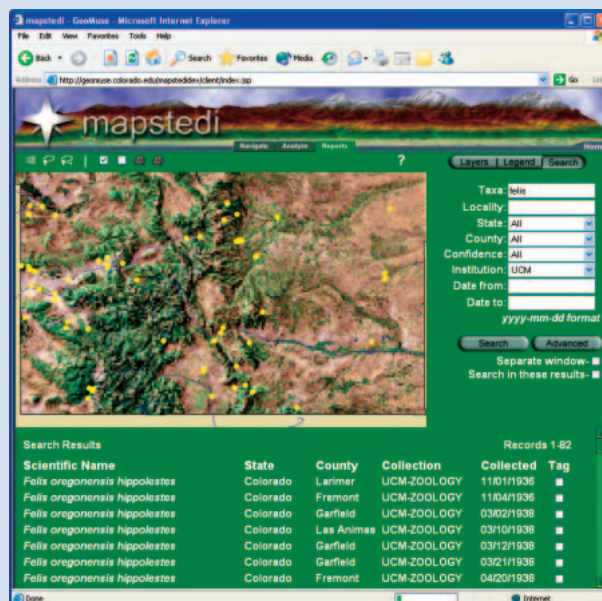 mapstedi - GeoMuse - Microsoft Internet Explorer
File Edit View Favorites Tools Help
Back Search Favorites Media
Address http://geomuse.colorado.edu/mapstedidev/client/index.jsp Go
mapstedi
Navigate Analyze Reports Home
? Layers | Legend | Search
Taxa: felis
Locality:
State: All
County: All
Confidence: All
Institution: UCM
Date from:
Date to:
yyyy-mm-dd format
Search Advanced
Separate window-
Search in these results-
Search Results Records 1-82
Scientific Name State County Collection Collected Tag
Felis oregonensis hippolestes Colorado Larimer UCM-ZOOLOGY 11/01/1936
Felis oregonensis hippolestes Colorado Fremont UCM-ZOOLOGY 11/04/1936
Felis oregonensis hippolestes Colorado Garfield UCM-ZOOLOGY 03/02/1938
Felis oregonensis hippolestes Colorado Las Animas UCM-ZOOLOGY 03/10/1938
Felis oregonensis hippolestes Colorado Garfield UCM-ZOOLOGY 03/12/1938
Felis oregonensis hippolestes Colorado Garfield UCM-ZOOLOGY 03/21/1938
Felis oregonensis hippolestes Colorado Fremont UCM-ZOOLOGY 04/20/1938
Done Internet